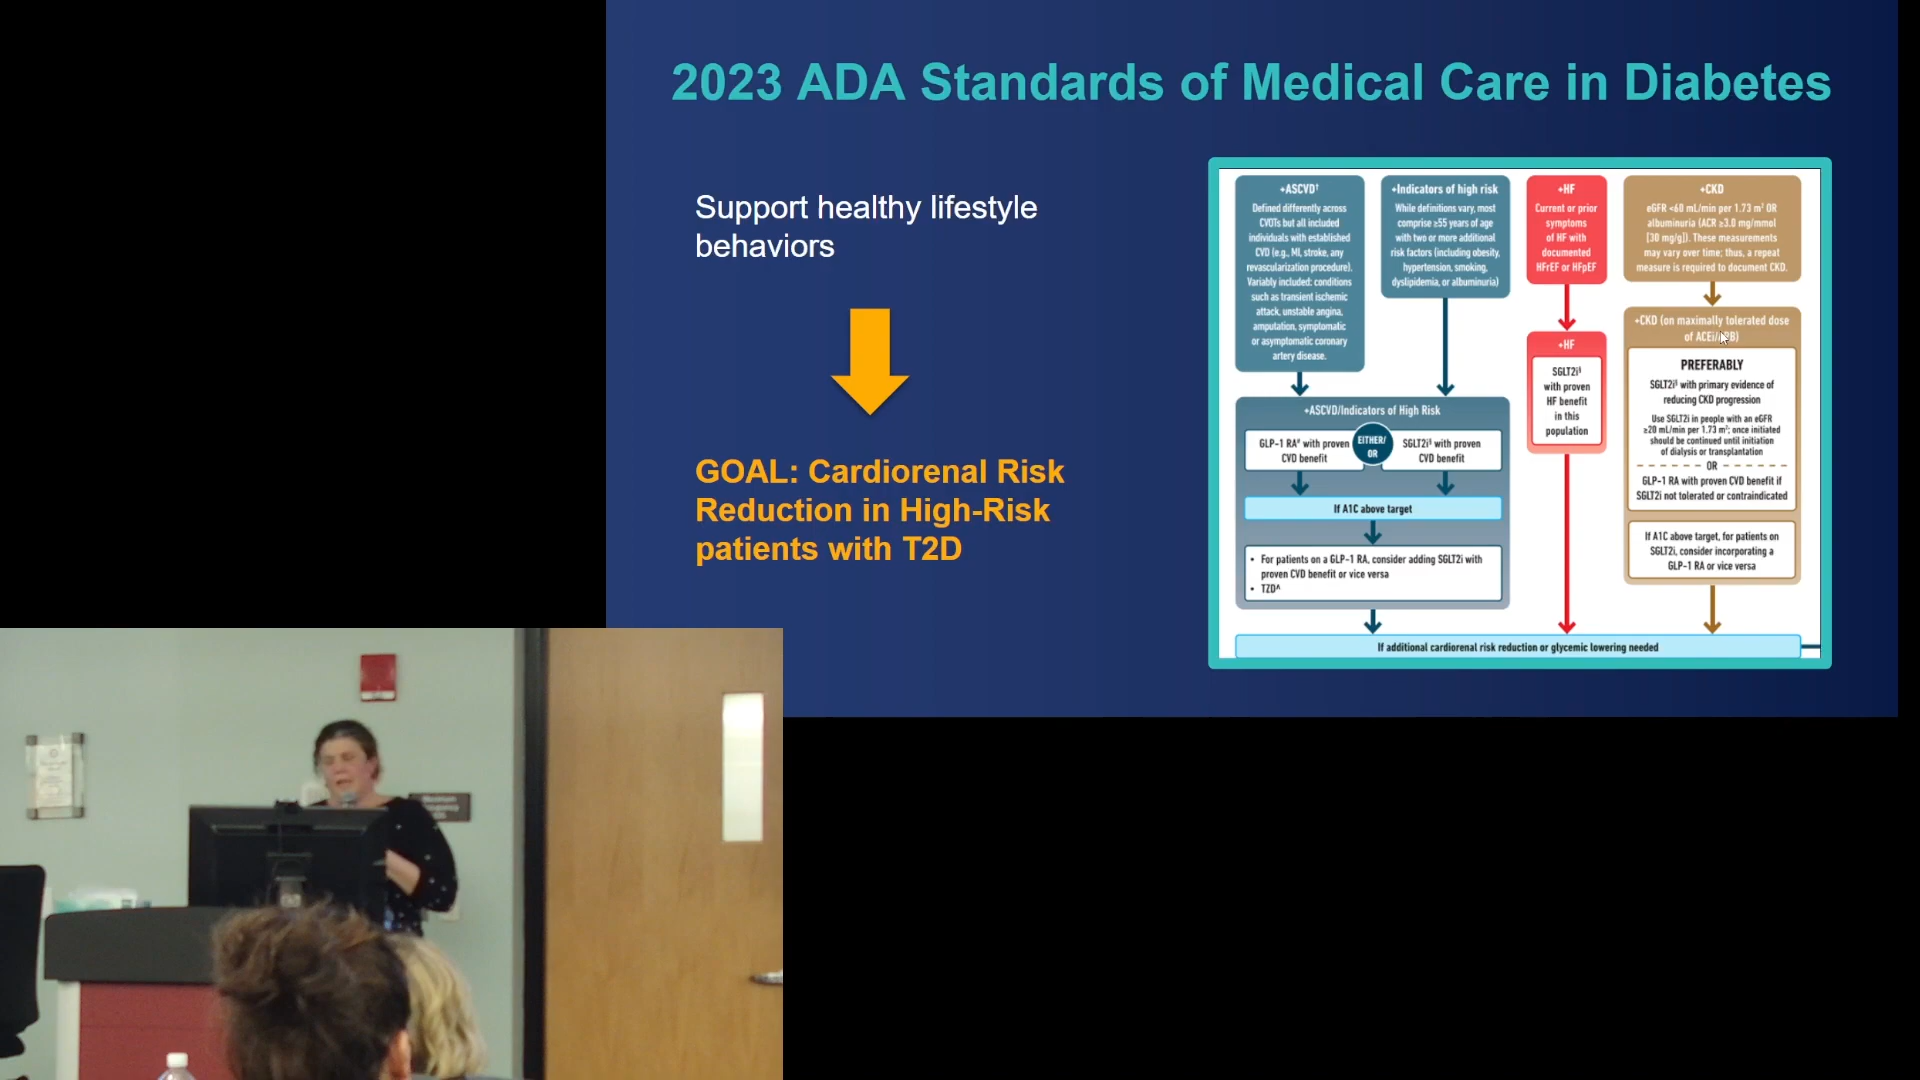 2023 ADA Standards of Medical Care in Diabetes
Support healthy lifestyle
behaviors
GOAL: Cardiorenal Risk
Reduction in High-Risk
patients with T2D
+ASCVD†
Defined differently across
CVOTs but all included
individuals with established
CVD (e.g., MI, stroke, any
revascularization procedure).
Variably included: conditions
such as transient ischemic
attack, unstable angina,
amputation, symptomatic
or asymptomatic coronary
artery disease.
+Indicators of high risk
While definitions vary, most
comprise ≥55 years of age
with two or more additional
risk factors (including obesity,
hypertension, smoking,
dyslipidemia, or albuminuria)
+ASCVD/Indicators of High Risk
GLP-1 RA# with proven
CVD benefit
EITHER/
OR
SGLT2i§ with proven
CVD benefit
If A1C above target
• For patients on a GLP-1 RA, consider adding SGLT2i with
proven CVD benefit or vice versa
• TZD^
+HF
Current or prior
symptoms
of HF with
documented
HFrEF or HFpEF
+HF
SGLT2i§
with proven
HF benefit
in this
population
+CKD
eGFR <60 mL/min per 1.73 m² OR
albuminuria (ACR ≥3.0 mg/mmol
[30 mg/g]). These measurements
may vary over time; thus, a repeat
measure is required to document CKD.
+CKD (on maximally tolerated dose
of ACEi/ARB)
PREFERABLY
SGLT2i§ with primary evidence of
reducing CKD progression
Use SGLT2i in people with an eGFR
≥20 mL/min per 1.73 m²; once initiated
should be continued until initiation
of dialysis or transplantation
OR
GLP-1 RA with proven CVD benefit if
SGLT2i not tolerated or contraindicated
If A1C above target, for patients on
SGLT2i, consider incorporating a
GLP-1 RA or vice versa
If additional cardiorenal risk reduction or glycemic lowering needed